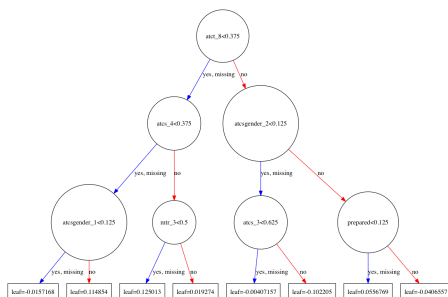 atct_8<0.375
yes, missing
no
atcs_4<0.375
atcsgender_2<0.125
yes, missing
no
yes, missing
no
atcsgender_1<0.125
mtr_3<0.5
atcs_3<0.625
prepared<0.125
yes, missing
no
yes, missing
no
yes, missing
no
yes, missing
no
leaf=-0.0157168
leaf=0.114854
leaf=0.125013
leaf=0.019274
leaf=-0.00407157
leaf=-0.102205
leaf=0.0556769
leaf=-0.0406557